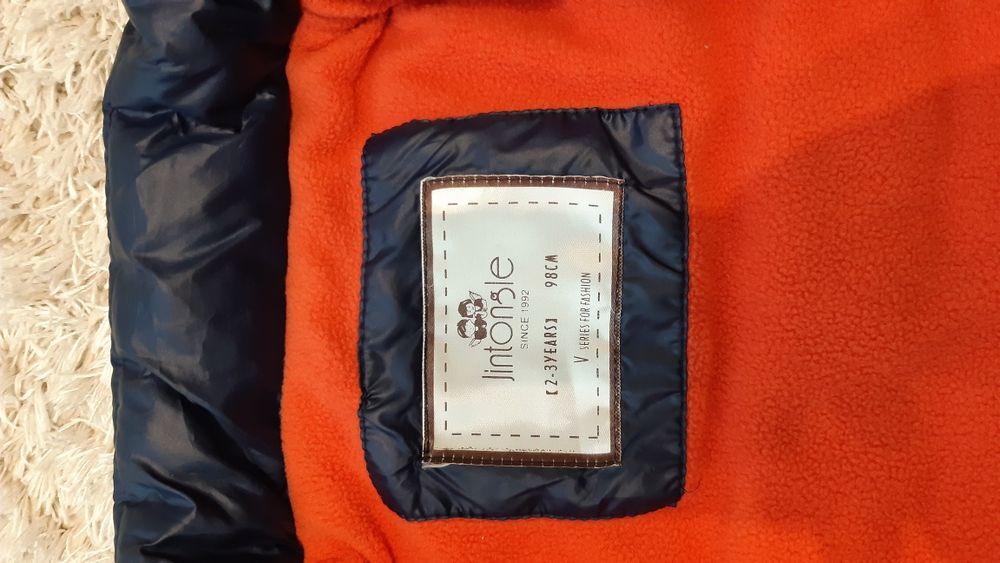 Jintongle
SINCE 1992
【2-3YEARS】 98CM
V SERIES FOR FASHION